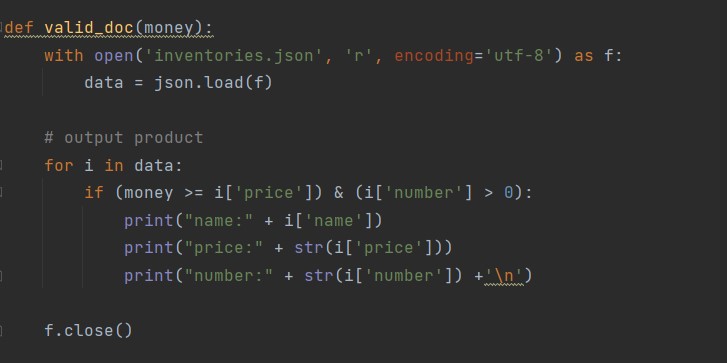 def valid_doc(money):
    with open('inventories.json', 'r', encoding='utf-8') as f:
        data = json.load(f)

    # output product
    for i in data:
        if (money >= i['price']) & (i['number'] > 0):
            print("name:" + i['name'])
            print("price:" + str(i['price']))
            print("number:" + str(i['number']) +'\n')

    f.close()